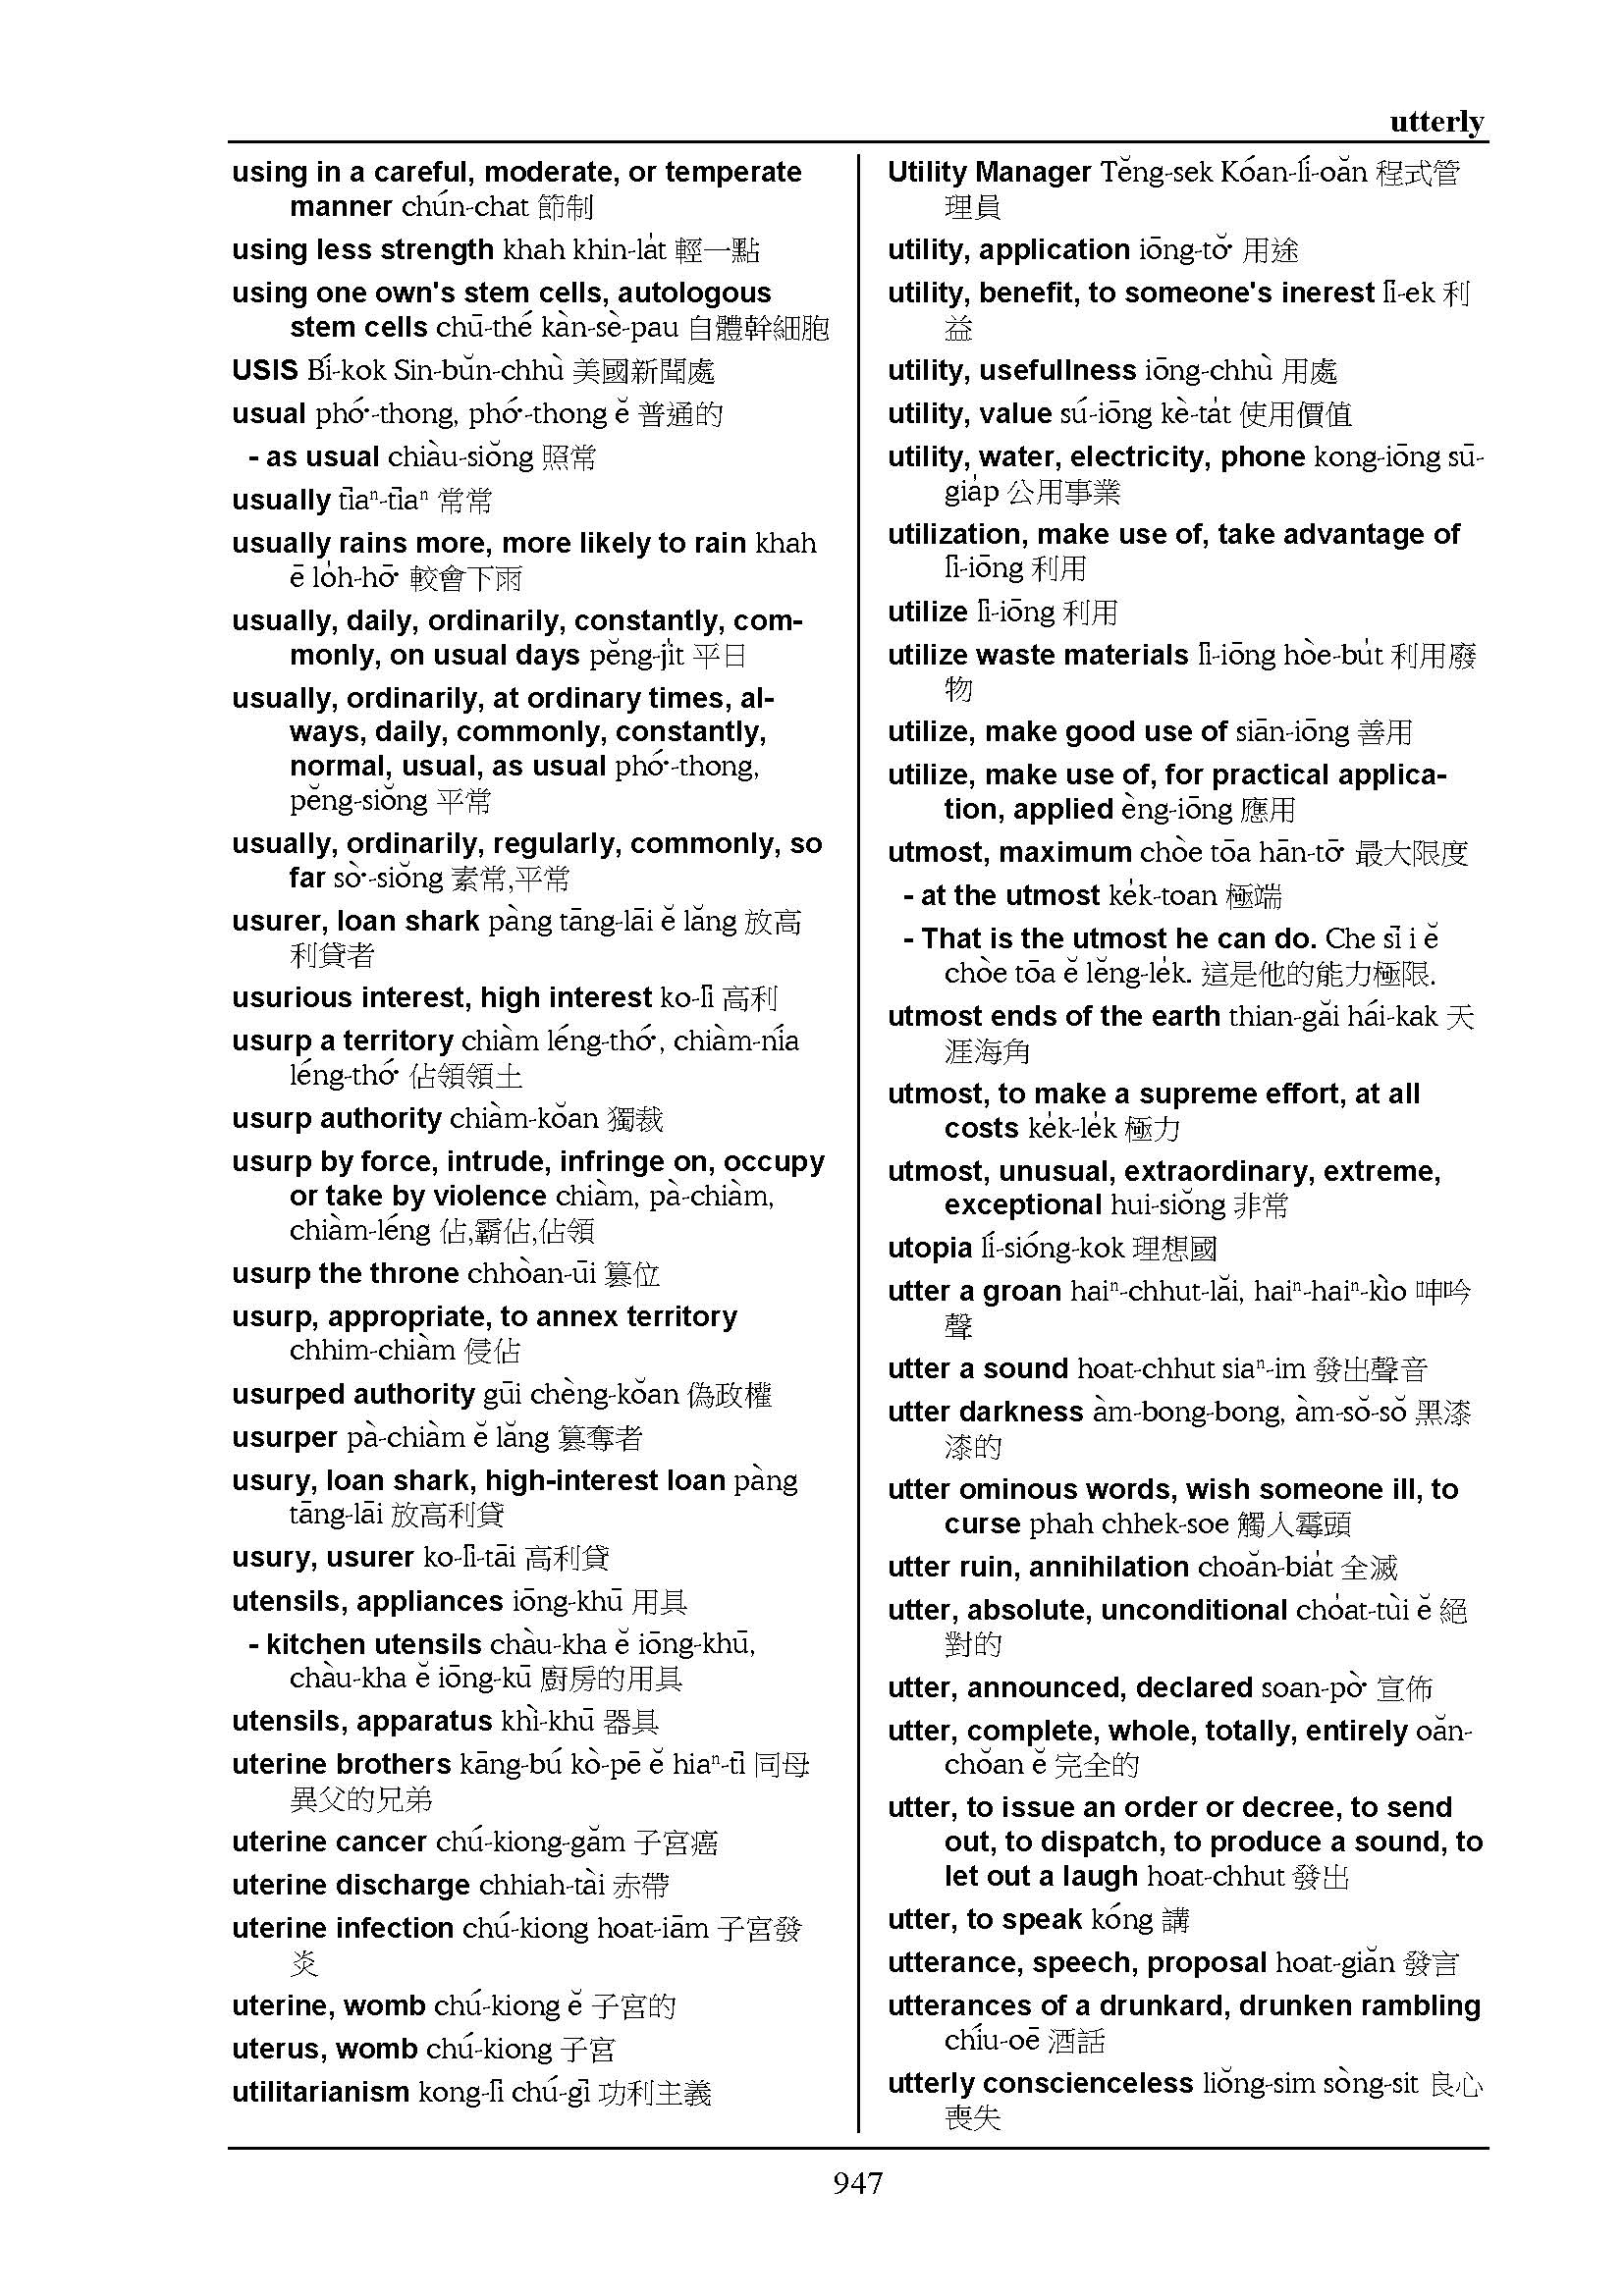 utterly
using in a careful, moderate, or temperate
manner chún-chat 節制
using less strength khah khin-la̍t 輕一點
using one own's stem cells, autologous
stem cells chū-thé kàn-sè-pau 自體幹細胞
USIS Bí-kok Sin-bŭn-chhù 美國新聞處
usual phó͘-thong, phó͘-thong ĕ 普通的
- as usual chiàu-siŏng 照常
usually tīaⁿ-tīaⁿ 常常
usually rains more, more likely to rain khah
ē lo̍h-hō͘ 較會下雨
usually, daily, ordinarily, constantly, com-
monly, on usual days pĕng-ji̍t 平日
usually, ordinarily, at ordinary times, al-
ways, daily, commonly, constantly,
normal, usual, as usual phó͘-thong,
pĕng-siŏng 平常
usually, ordinarily, regularly, commonly, so
far sò͘-siŏng 素常,平常
usurer, loan shark pàng tāng-lāi ĕ lăng 放高
利貸者
usurious interest, high interest ko-lī 高利
usurp a territory chiàm léng-thó͘, chiàm-nía
léng-thó͘ 佔領領土
usurp authority chiàm-kŏan 獨裁
usurp by force, intrude, infringe on, occupy
or take by violence chiàm, pà-chiàm,
chiàm-léng 佔,霸佔,佔領
usurp the throne chhòan-ūi 篡位
usurp, appropriate, to annex territory
chhim-chiàm 侵佔
usurped authority gūi chèng-kŏan 偽政權
usurper pà-chiàm ĕ lăng 篡奪者
usury, loan shark, high-interest loan pàng
tāng-lāi 放高利貸
usury, usurer ko-lī-tāi 高利貸
utensils, appliances iōng-khū 用具
- kitchen utensils chàu-kha ĕ iōng-khū,
chàu-kha ĕ iōng-kū 廚房的用具
utensils, apparatus khì-khū 器具
uterine brothers kāng-bú kò-pē ĕ hiaⁿ-tī 同母
異父的兄弟
uterine cancer chú-kiong-găm 子宮癌
uterine discharge chhiah-tài 赤帶
uterine infection chú-kiong hoat-iām 子宮發
炎
uterine, womb chú-kiong ĕ 子宮的
uterus, womb chú-kiong 子宮
utilitarianism kong-lī chú-gī 功利主義
Utility Manager Tĕng-sek Kóan-lí-oăn 程式管
理員
utility, application iōng-tŏ͘ 用途
utility, benefit, to someone's inerest lī-ek 利
益
utility, usefullness iōng-chhù 用處
utility, value sú-iōng kè-ta̍t 使用價值
utility, water, electricity, phone kong-iōng sū-
gia̍p 公用事業
utilization, make use of, take advantage of
lī-iōng 利用
utilize lī-iōng 利用
utilize waste materials lī-iōng hòe-bu̍t 利用廢
物
utilize, make good use of siān-iōng 善用
utilize, make use of, for practical applica-
tion, applied èng-iōng 應用
utmost, maximum chòe tōa hān-tō͘ 最大限度
- at the utmost ke̍k-toan 極端
- That is the utmost he can do. Che sī i ĕ
chòe tōa ĕ lĕng-le̍k. 這是他的能力極限.
utmost ends of the earth thian-găi hái-kak 天
涯海角
utmost, to make a supreme effort, at all
costs ke̍k-le̍k 極力
utmost, unusual, extraordinary, extreme,
exceptional hui-siŏng 非常
utopia lí-sióng-kok 理想國
utter a groan haiⁿ-chhut-lăi, haiⁿ-haiⁿ-kìo 呻吟
聲
utter a sound hoat-chhut siaⁿ-im 發出聲音
utter darkness àm-bong-bong, àm-sŏ-sŏ 黑漆
漆的
utter ominous words, wish someone ill, to
curse phah chhek-soe 觸人霉頭
utter ruin, annihilation choăn-bia̍t 全滅
utter, absolute, unconditional cho̍at-tùi ĕ 絕
對的
utter, announced, declared soan-pò͘ 宣佈
utter, complete, whole, totally, entirely oăn-
chŏan ĕ 完全的
utter, to issue an order or decree, to send
out, to dispatch, to produce a sound, to
let out a laugh hoat-chhut 發出
utter, to speak kóng 講
utterance, speech, proposal hoat-giăn 發言
utterances of a drunkard, drunken rambling
chíu-oē 酒話
utterly conscienceless liŏng-sim sòng-sit 良心
喪失
947